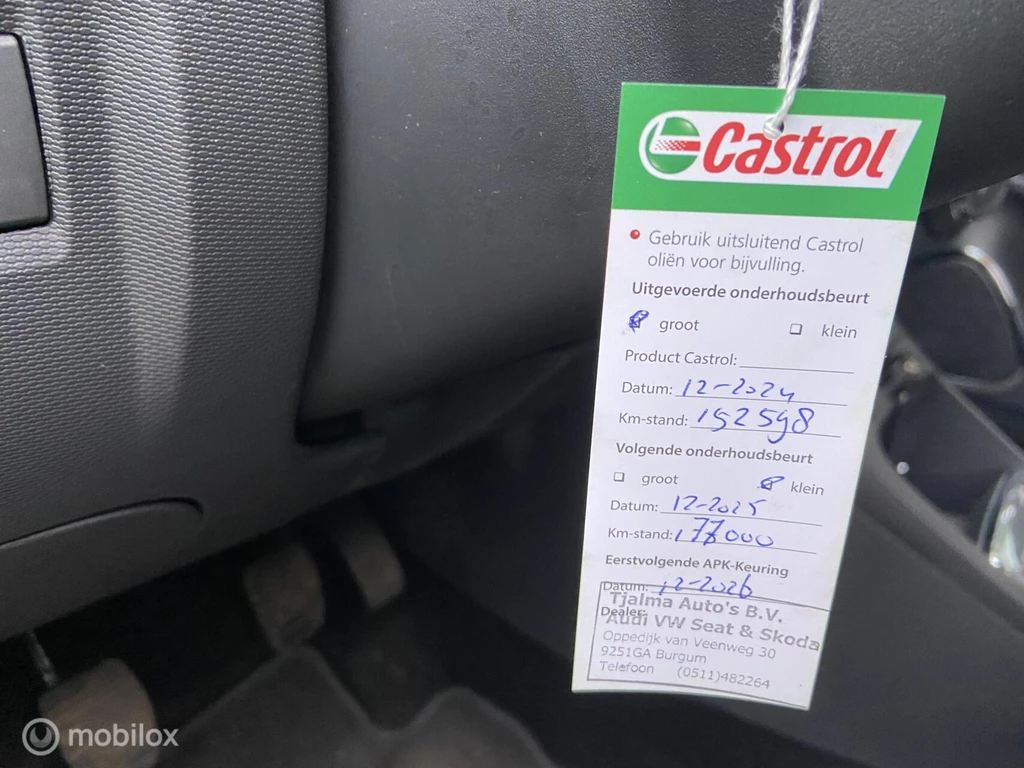 Castrol
Gebruik uitsluitend Castrol
oliën voor bijvulling.
Uitgevoerde onderhoudsbeurt
groot klein
Product Castrol:
Datum: 12-2024
Km-stand: 152598
Volgende onderhoudsbeurt
groot klein
Datum: 12-2025
Km-stand: 177000
Eerstvolgende APK-Keuring
Datum: 12-2026
Tjalma Auto's B.V.
Dealer:
Audi VW Seat & Skoda
Oppedijk van Veenweg 30
9251GA Burgum
Telefoon (0511)482264
mobilox